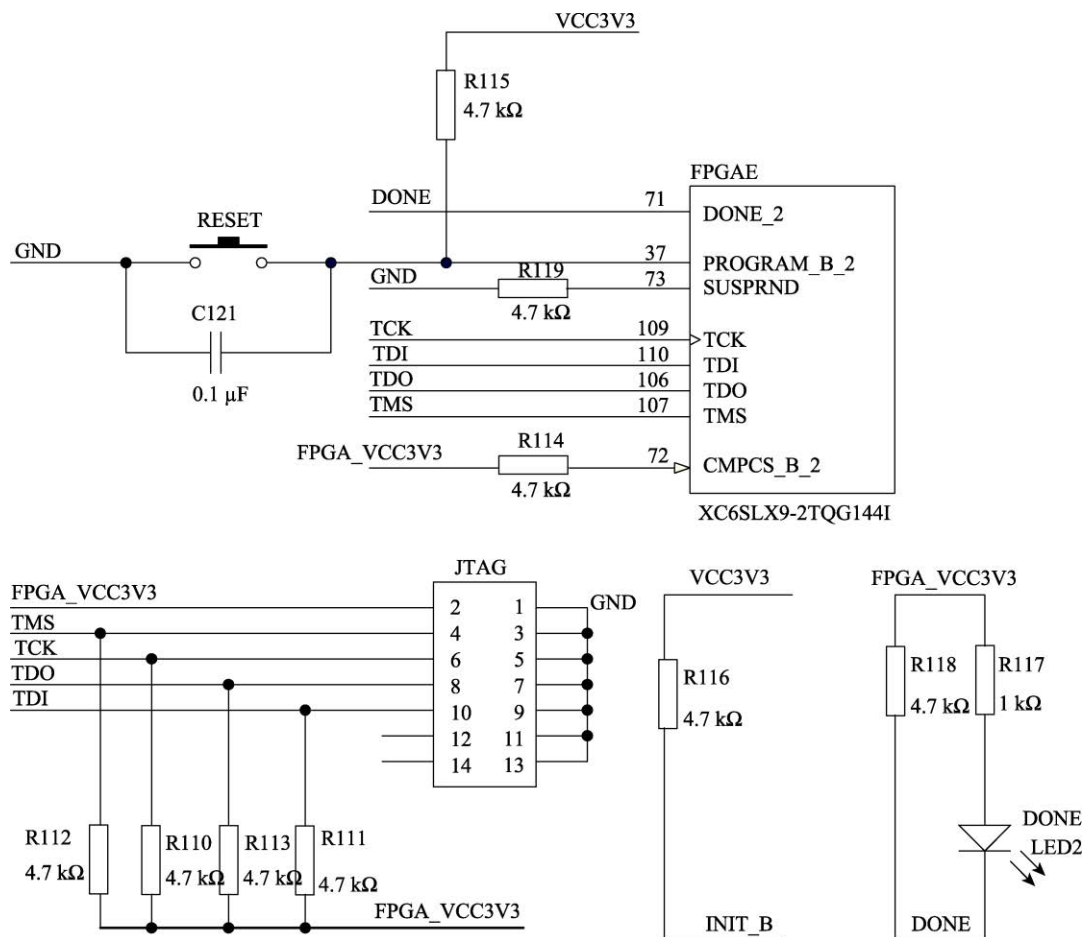 VCC3V3
R115
4.7 kΩ
FPGAE
DONE
71
DONE_2
RESET
GND
37
PROGRAM_B_2
R119
GND
73
SUSPRND
4.7 kΩ
C121
0.1 μF
TCK
109
TCK
TDI
110
TDI
TDO
106
TDO
TMS
107
TMS
R114
FPGA_VCC3V3
72
CMPCS_B_2
4.7 kΩ
XC6SLX9-2TQG144I
JTAG
FPGA_VCC3V3
2 1
GND
TMS
4 3
TCK
6 5
TDO
8 7
TDI
10 9
12 11
14 13
R112
4.7 kΩ
R110
4.7 kΩ
R113
4.7 kΩ
R111
4.7 kΩ
FPGA_VCC3V3
VCC3V3
R116
4.7 kΩ
INIT_B
FPGA_VCC3V3
R118
4.7 kΩ
R117
1 kΩ
DONE
LED2
DONE